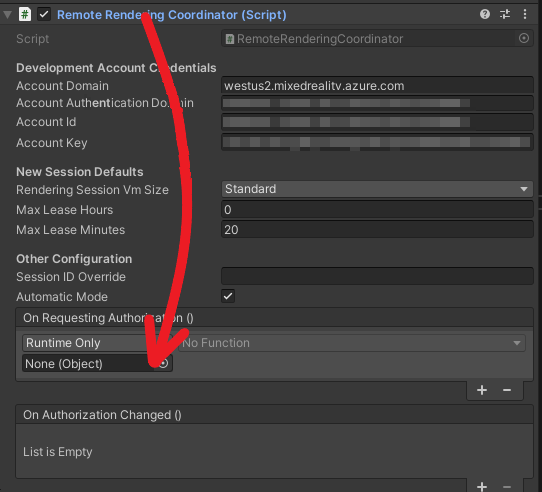 Remote Rendering Coordinator (Script)
Script
RemoteRenderingCoordinator
Development Account Credentials
Account Domain
westus2.mixedreality.azure.com
Account Authentication Domain
Account Id
Account Key
New Session Defaults
Rendering Session Vm Size
Standard
Max Lease Hours
0
Max Lease Minutes
20
Other Configuration
Session ID Override
Automatic Mode
On Requesting Authorization ()
Runtime Only
No Function
None (Object)
+ −
On Authorization Changed ()
List is Empty
+ −